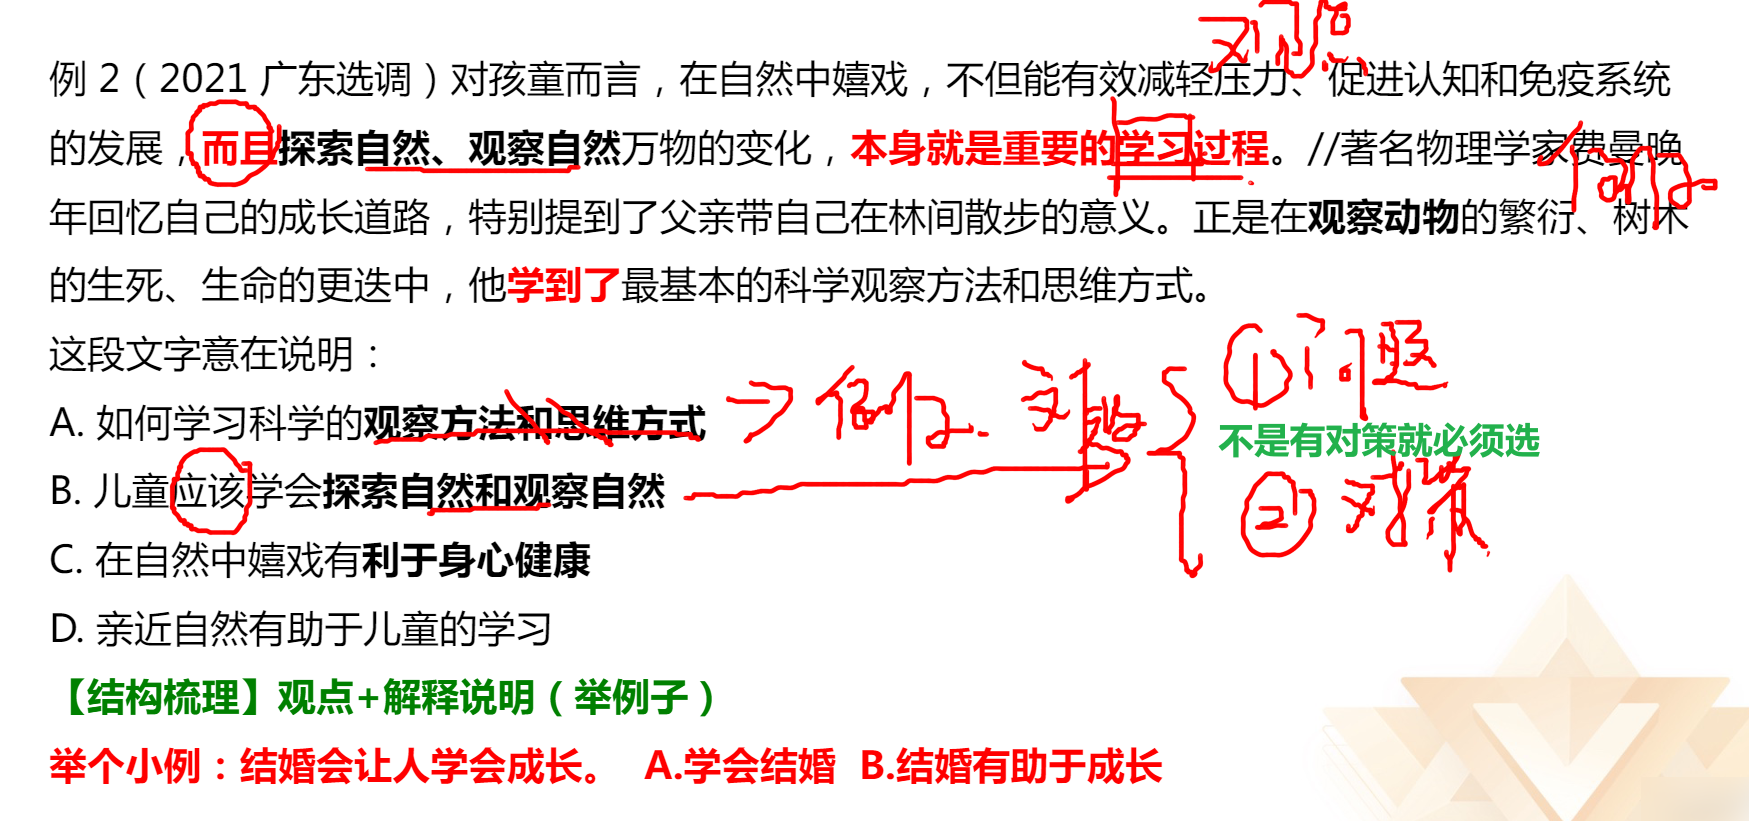 观点
例 2（2021 广东选调）对孩童而言，在自然中嬉戏，不但能有效减轻压力、促进认知和免疫系统
的发展，而且探索自然、观察自然万物的变化，本身就是重要的学习过程。//著名物理学家费曼晚
例子
年回忆自己的成长道路，特别提到了父亲带自己在林间散步的意义。正是在观察动物的繁衍、树木
的生死、生命的更迭中，他学到了最基本的科学观察方法和思维方式。
这段文字意在说明：
①问题
A. 如何学习科学的观察方法和思维方式
例子. 对策
不是有对策就必须选
B. 儿童应该学会探索自然和观察自然
② 对策
C. 在自然中嬉戏有利于身心健康
D. 亲近自然有助于儿童的学习
【结构梳理】观点+解释说明（举例子）
举个小例：结婚会让人学会成长。 A.学会结婚 B.结婚有助于成长